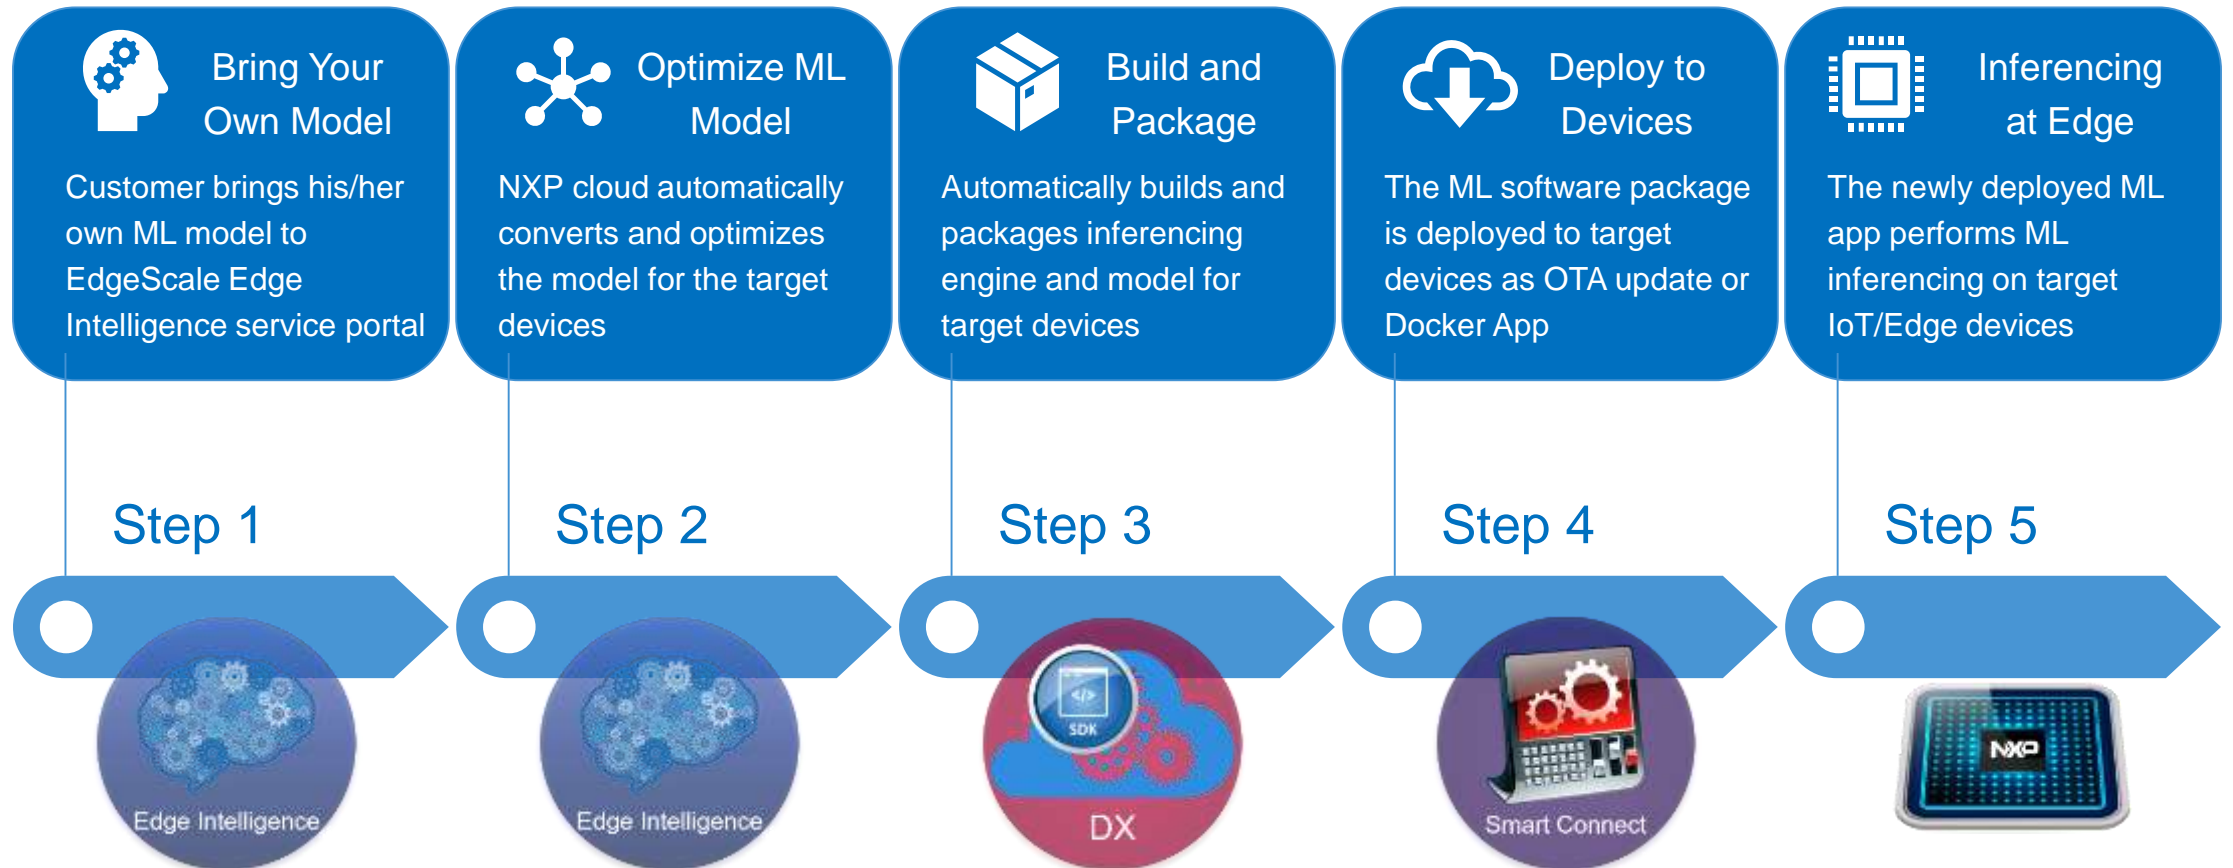 Bring Your
Own Model
Customer brings his/her
own ML model to
EdgeScale Edge
Intelligence service portal
Optimize ML
Model
NXP cloud automatically
converts and optimizes
the model for the target
devices
Build and
Package
Automatically builds and
packages inferencing
engine and model for
target devices
Deploy to
Devices
The ML software package
is deployed to target
devices as OTA update or
Docker App
Inferencing
at Edge
The newly deployed ML
app performs ML
inferencing on target
IoT/Edge devices
Step 1
Step 2
Step 3
Step 4
Step 5
Edge Intelligence
Edge Intelligence
</>
SDK
DX
Smart Connect
NXP